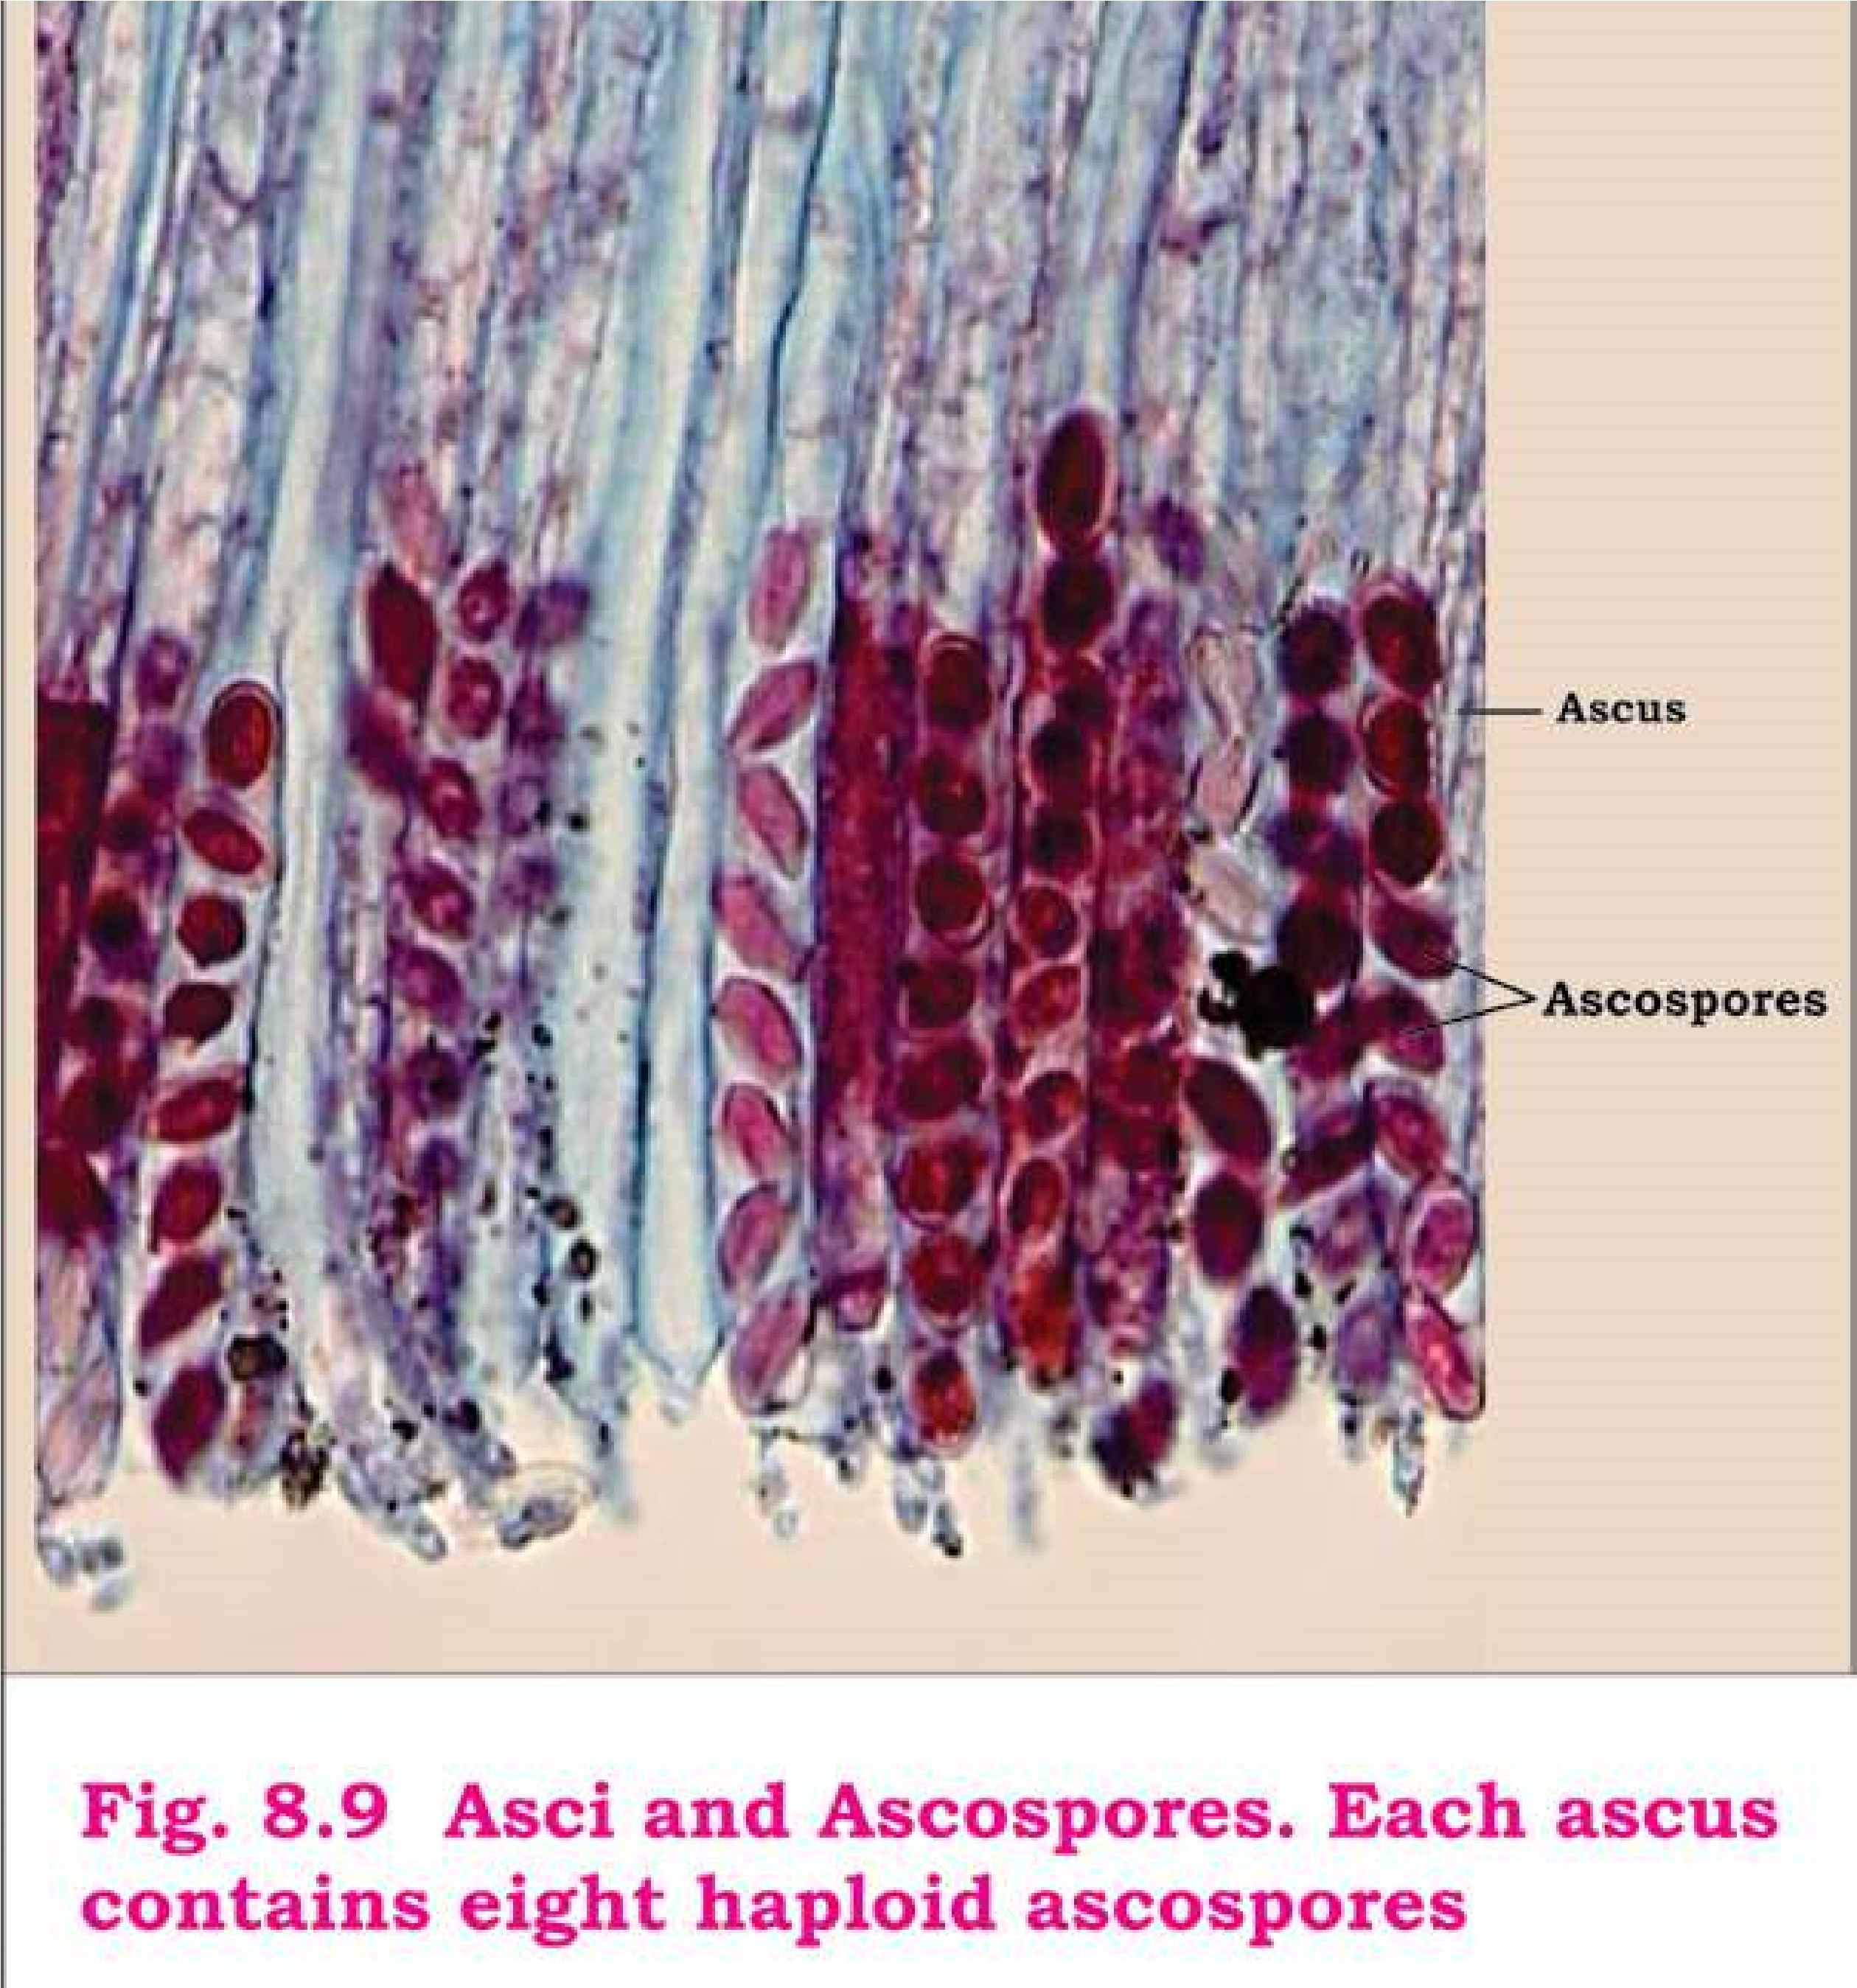 Ascus
Ascospores
Fig. 8.9 Asci and Ascospores. Each ascus
contains eight haploid ascospores